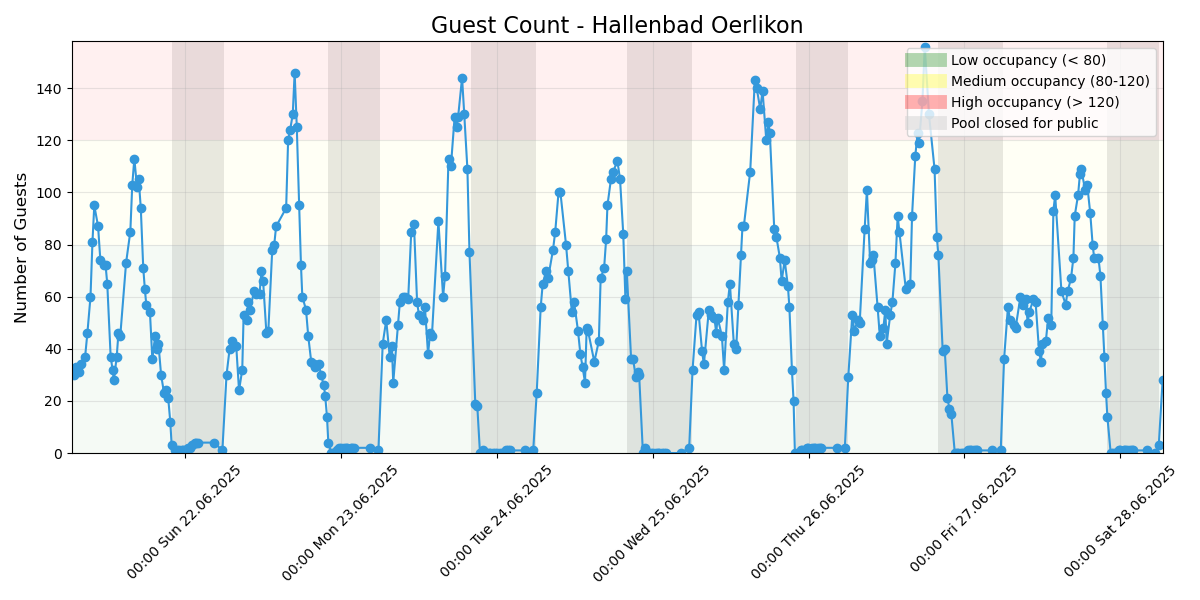 Guest Count - Hallenbad Oerlikon
Low occupancy (< 80)
Medium occupancy (80-120)
High occupancy (> 120)
Pool closed for public
Number of Guests
140
120
100
80
60
40
20
0
00:00 Sun 22.06.2025
00:00 Mon 23.06.2025
00:00 Tue 24.06.2025
00:00 Wed 25.06.2025
00:00 Thu 26.06.2025
00:00 Fri 27.06.2025
00:00 Sat 28.06.2025